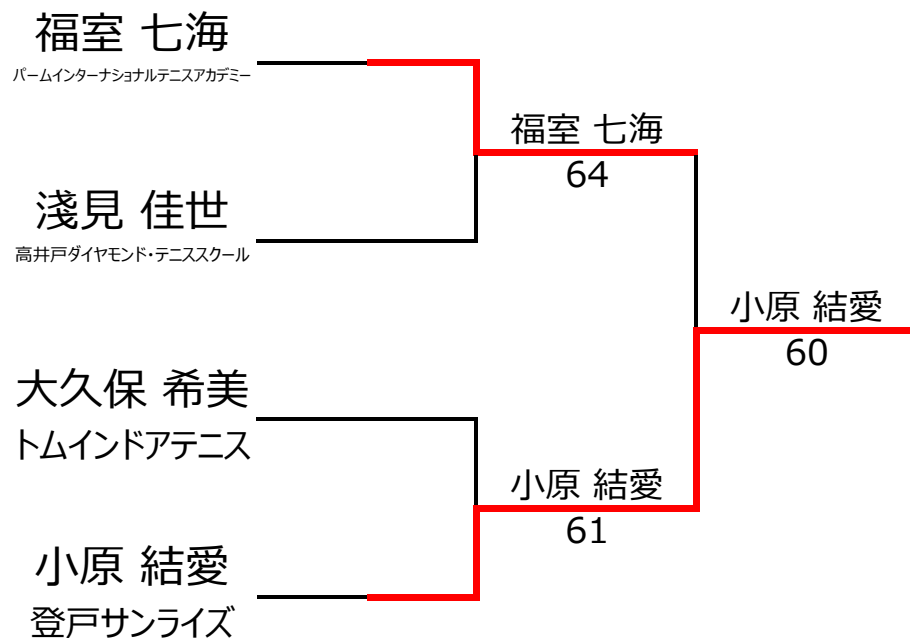 福室 七海
パームインターナショナルテニスアカデミー
福室 七海
64
淺見 佳世
高井戸ダイヤモンド・テニススクール
小原 結愛
60
大久保 希美
トムインドアテニス
小原 結愛
61
小原 結愛
登戸サンライズ